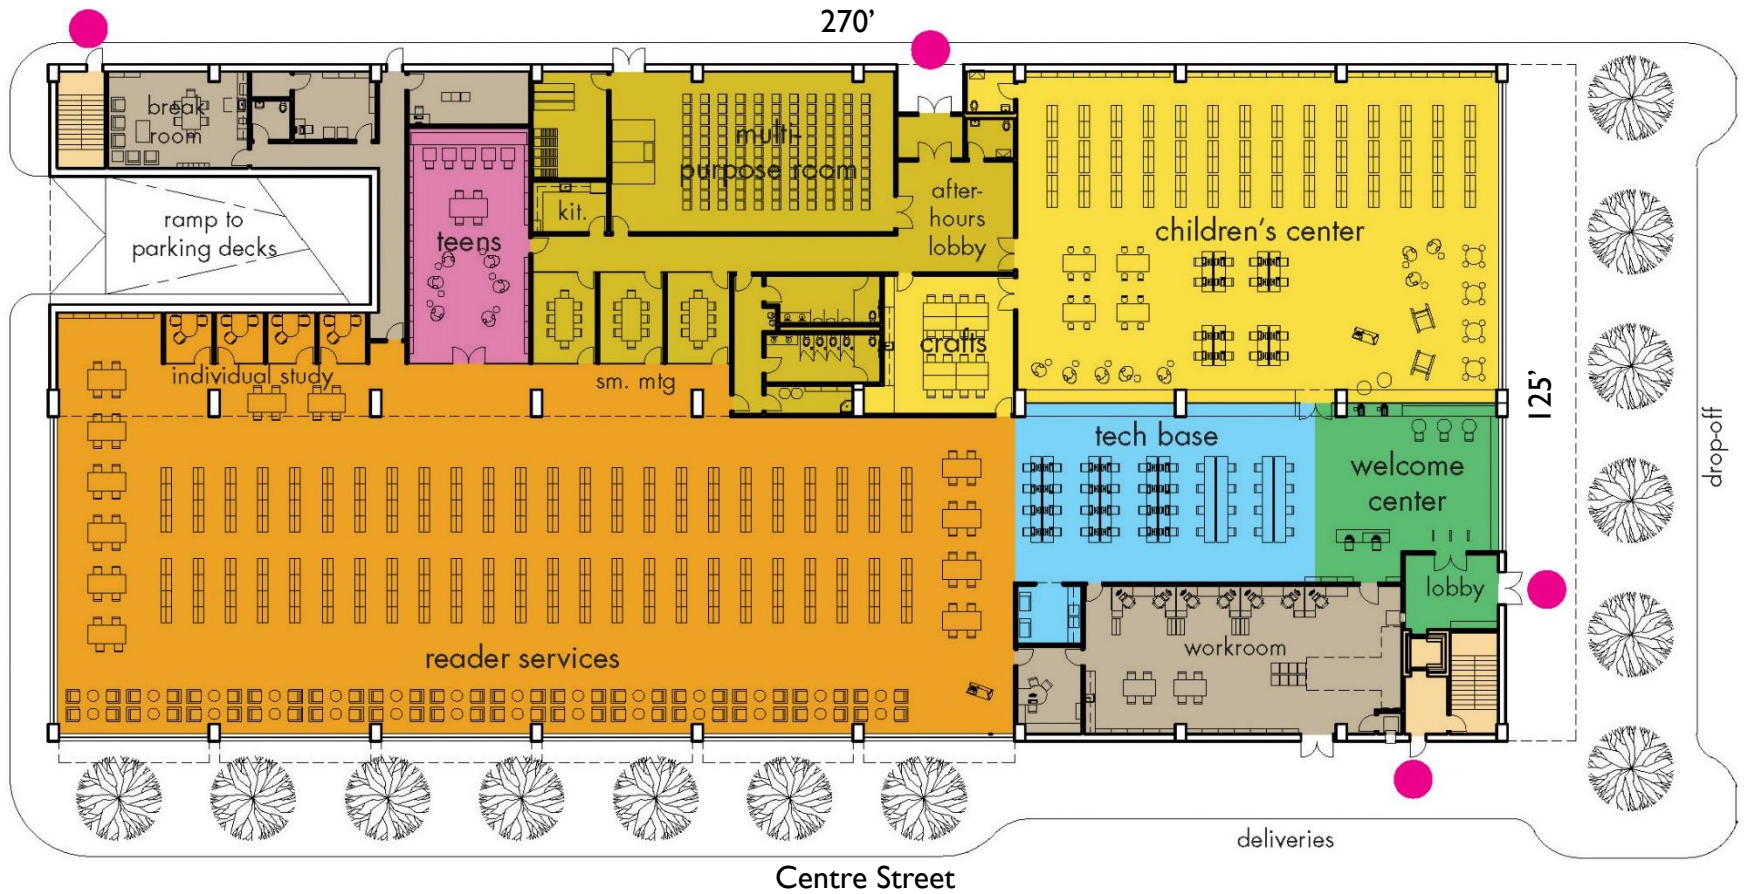 270’
break
room
multi-
purpose room
after-
hours
lobby
kit.
ramp to
parking decks
teens
children's center
crafts
individual study
sm. mtg
125’
tech base
welcome
center
drop-off
lobby
workroom
reader services
deliveries
Centre Street